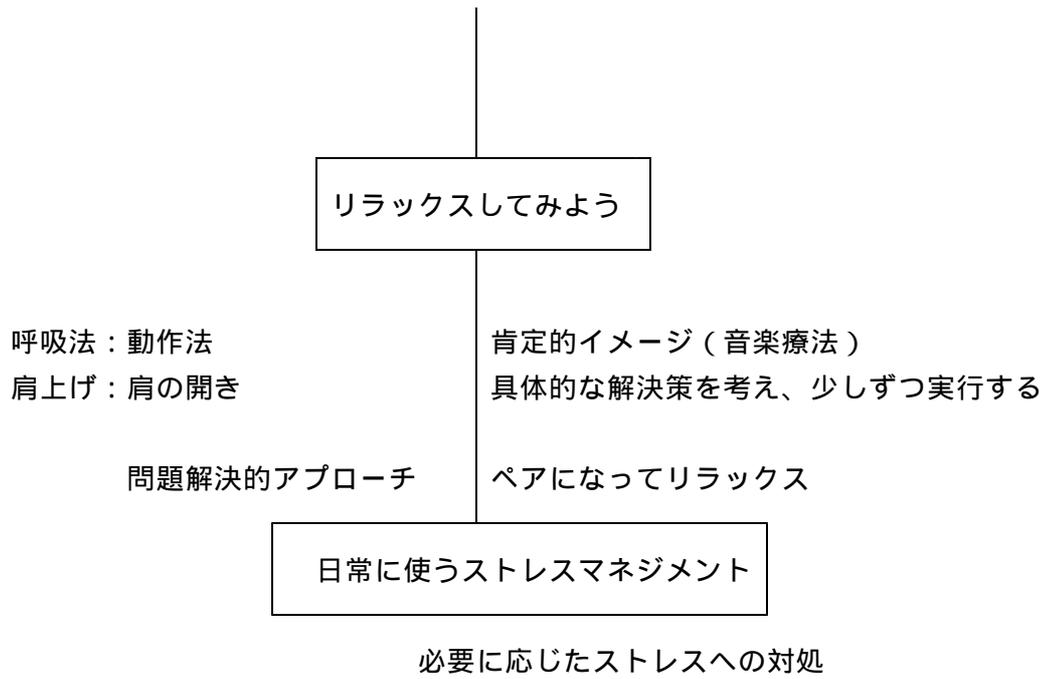 リラックスしてみよう
呼吸法：動作法
肯定的イメージ（音楽療法）
肩上げ：肩の開き
具体的な解決策を考え、少しずつ実行する
問題解決的アプローチ
ペアになってリラックス
日常に使うストレスマネジメント
必要に応じたストレスへの対処